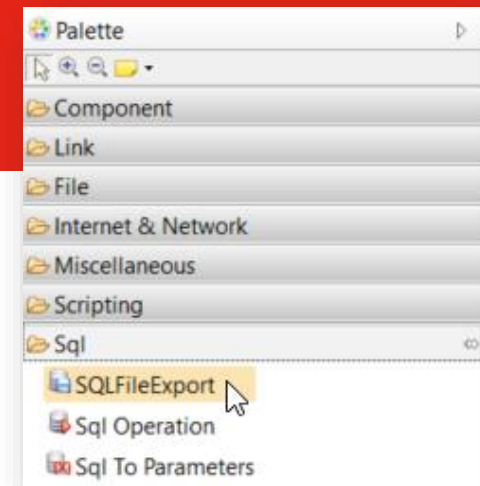 Palette
Component
Link
File
Internet & Network
Miscellaneous
Scripting
Sql
SQLFileExport
Sql Operation
Sql To Parameters